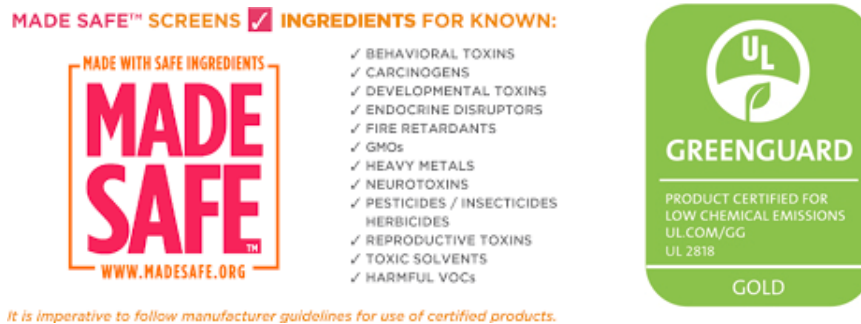 MADE SAFE™ SCREENS ✓ INGREDIENTS FOR KNOWN:
MADE WITH SAFE INGREDIENTS
MADE
SAFE™
WWW.MADESAFE.ORG
✓ BEHAVIORAL TOXINS
✓ CARCINOGENS
✓ DEVELOPMENTAL TOXINS
✓ ENDOCRINE DISRUPTORS
✓ FIRE RETARDANTS
✓ GMOs
✓ HEAVY METALS
✓ NEUROTOXINS
✓ PESTICIDES / INSECTICIDES
HERBICIDES
✓ REPRODUCTIVE TOXINS
✓ TOXIC SOLVENTS
✓ HARMFUL VOCs
It is imperative to follow manufacturer guidelines for use of certified products.
UL
GREENGUARD
PRODUCT CERTIFIED FOR
LOW CHEMICAL EMISSIONS
UL.COM/GG
UL 2818
GOLD